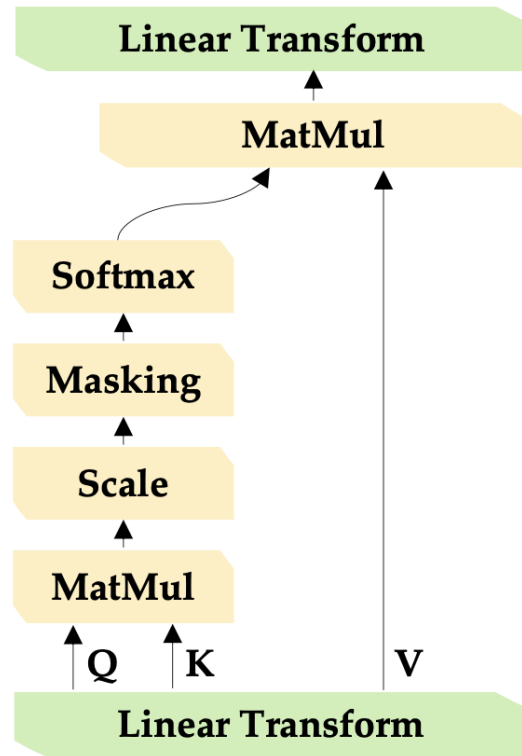 Linear Transform
MatMul
Softmax
Masking
Scale
MatMul
Q K V
Linear Transform